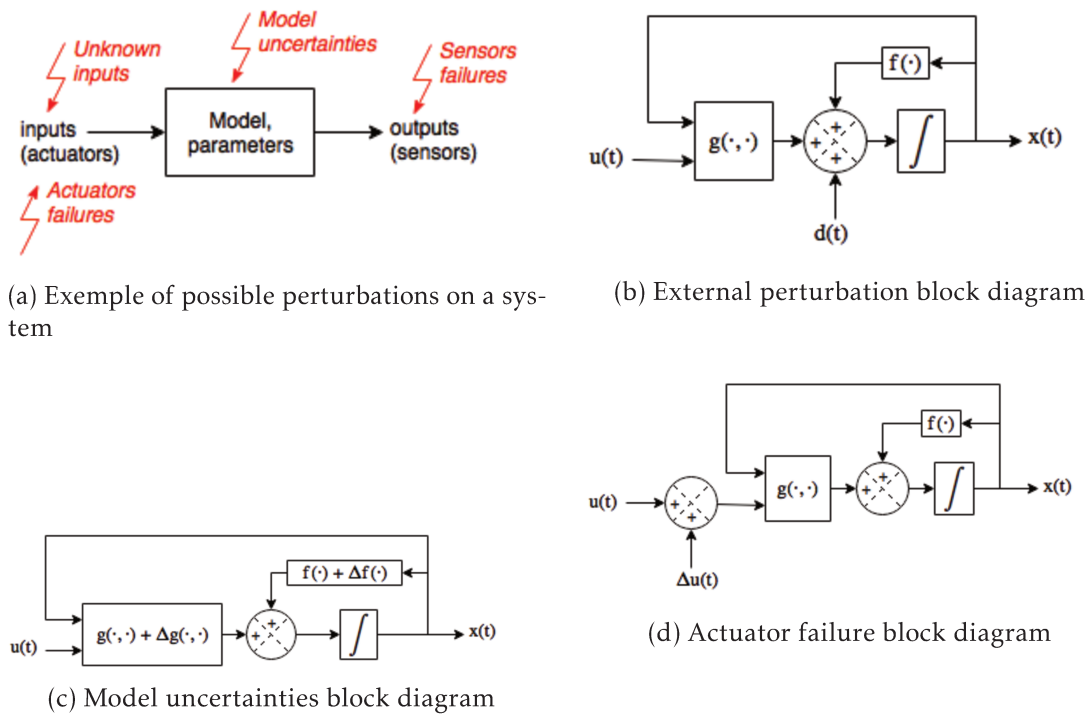 Unknown
inputs
Model
uncertainties
Sensors
failures
inputs
(actuators)
Model,
parameters
outputs
(sensors)
Actuators
failures
(a) Exemple of possible perturbations on a sys-
tem
f(·)
g(·,·)
+
+
+
∫
u(t)
x(t)
d(t)
(b) External perturbation block diagram
f(·) + Δf(·)
g(·,·) + Δg(·,·)
+
+
∫
u(t)
x(t)
(c) Model uncertainties block diagram
f(·)
u(t)
+
+
g(·,·)
+
+
∫
x(t)
Δu(t)
(d) Actuator failure block diagram